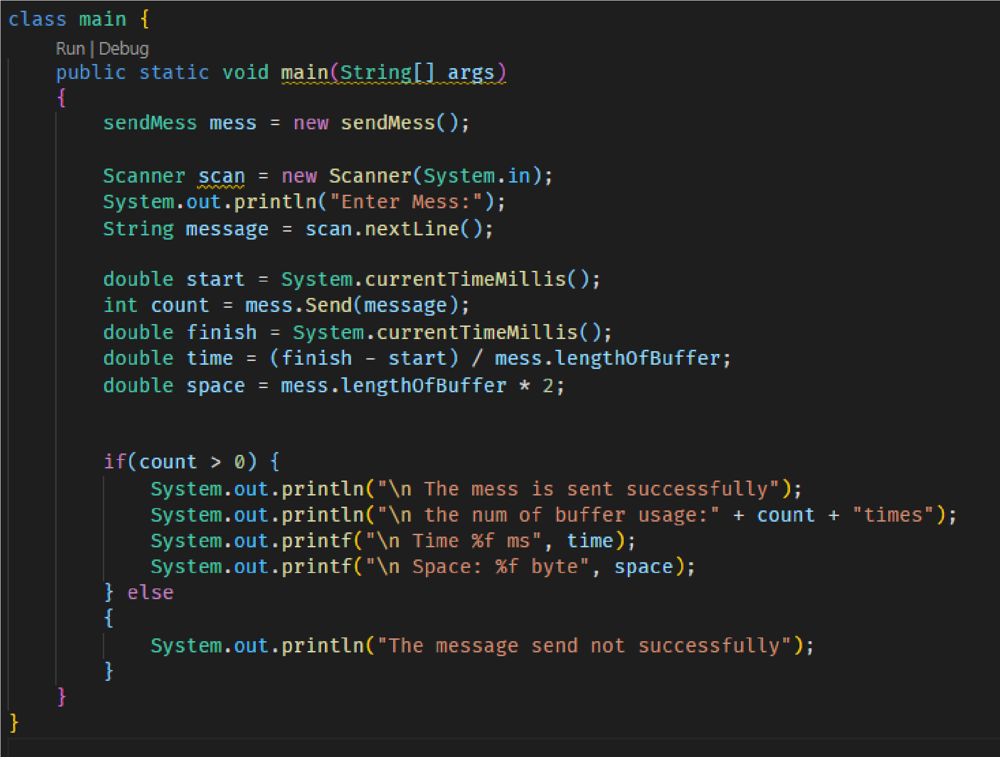 class main {
Run | Debug
public static void main(String[] args)
{
sendMess mess = new sendMess();
Scanner scan = new Scanner(System.in);
System.out.println("Enter Mess:");
String message = scan.nextLine();
double start = System.currentTimeMillis();
int count = mess.Send(message);
double finish = System.currentTimeMillis();
double time = (finish - start) / mess.lengthOfBuffer;
double space = mess.lengthOfBuffer * 2;
if(count > 0) {
System.out.println("\n The mess is sent successfully");
System.out.println("\n the num of buffer usage:" + count + "times");
System.out.printf("\n Time %f ms", time);
System.out.printf("\n Space: %f byte", space);
} else
{
System.out.println("The message send not successfully");
}
}
}